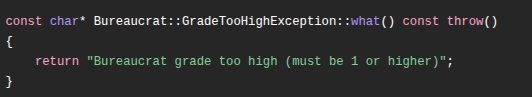 const char* Bureaucrat::GradeTooHighException::what() const throw()
{
    return "Bureaucrat grade too high (must be 1 or higher)";
}